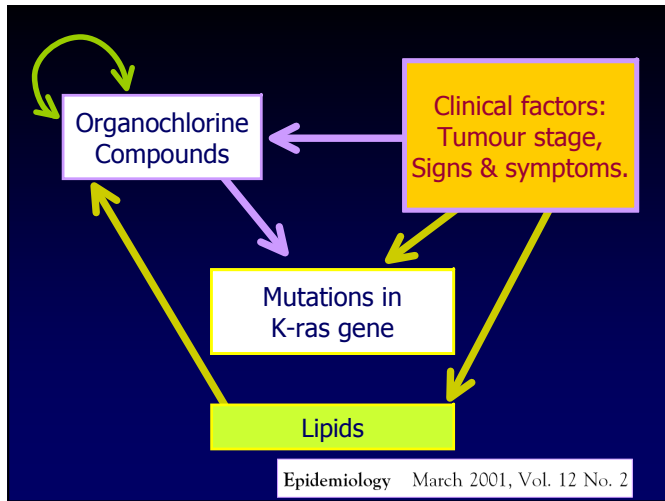 Organochlorine
Compounds
Clinical factors:
Tumour stage,
Signs & symptoms.
Mutations in
K-ras gene
Lipids
Epidemiology March 2001, Vol. 12 No. 2